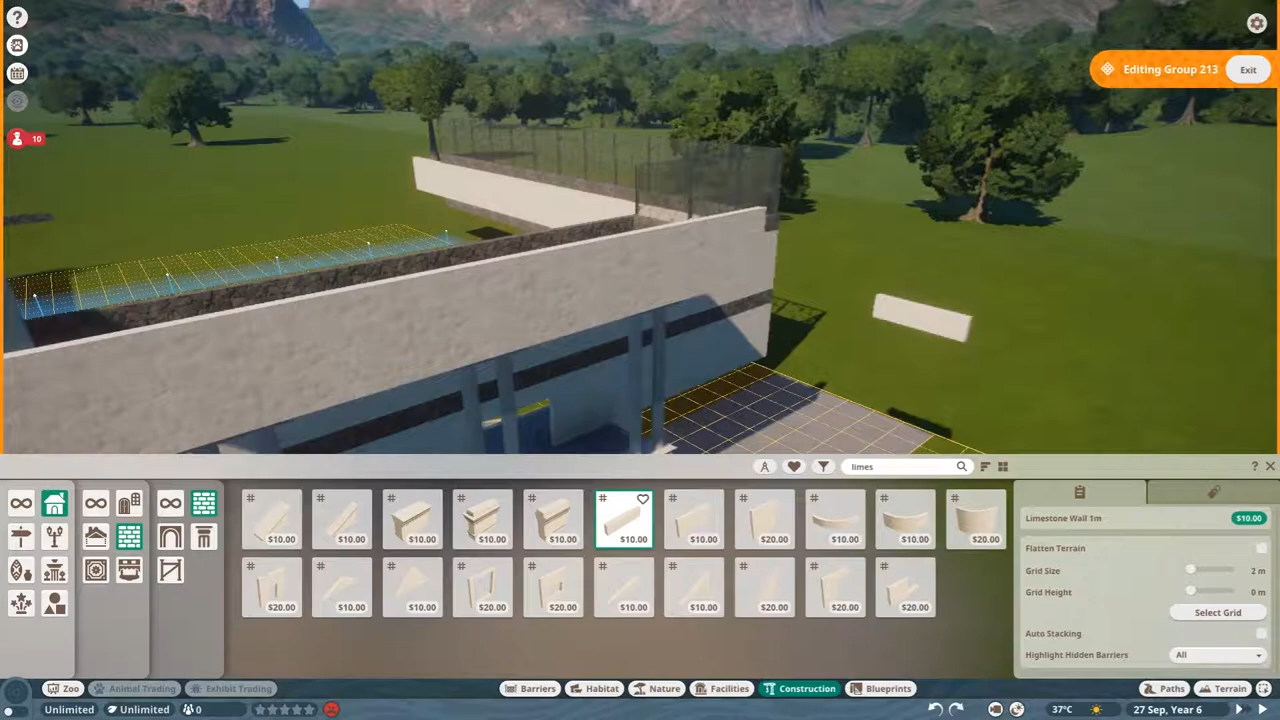 ?
Editing Group 213
Exit
10
limes
?
$10.00
$10.00
$10.00
$10.00
$10.00
$10.00
$10.00
$20.00
$10.00
$10.00
$20.00
$20.00
$10.00
$10.00
$20.00
$20.00
$10.00
$10.00
$20.00
$20.00
$20.00
Limestone Wall 1m
$10.00
Flatten Terrain
Grid Size
2 m
Grid Height
0 m
Select Grid
Auto Stacking
Highlight Hidden Barriers
All
Zoo
Animal Trading
Exhibit Trading
Barriers
Habitat
Nature
Facilities
Construction
Blueprints
Paths
Terrain
Unlimited
Unlimited
0
37°C
27 Sep, Year 6